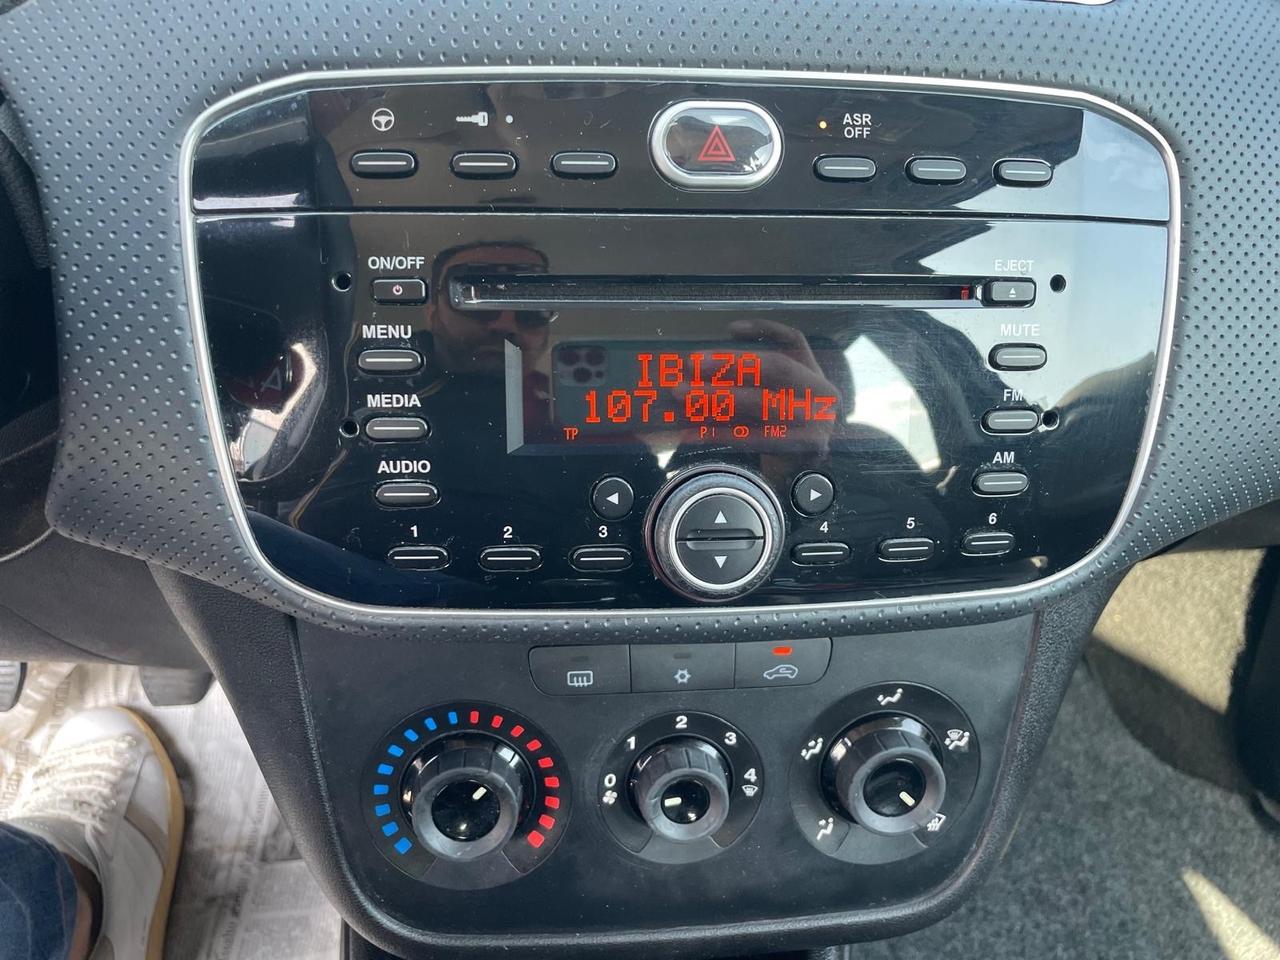 ASR
OFF
ON/OFF
EJECT
MENU
MUTE
IBIZA
107.00 MHz
TP P1 FM2
MEDIA
FM
AUDIO
AM
1 2 3 4 5 6
0 1 2 3 4